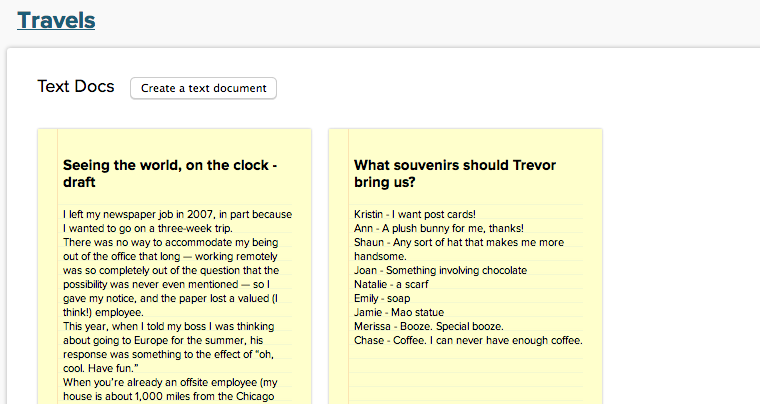 Travels
Text Docs
Create a text document
Seeing the world, on the clock -
draft
I left my newspaper job in 2007, in part because
I wanted to go on a three-week trip.
There was no way to accommodate my being
out of the office that long — working remotely
was so completely out of the question that the
possibility was never even mentioned — so I
gave my notice, and the paper lost a valued (I
think!) employee.
This year, when I told my boss I was thinking
about going to Europe for the summer, his
response was something to the effect of “oh,
cool. Have fun.”
When you’re already an offsite employee (my
house is about 1,000 miles from the Chicago
What souvenirs should Trevor
bring us?
Kristin - I want post cards!
Ann - A plush bunny for me, thanks!
Shaun - Any sort of hat that makes me more
handsome.
Joan - Something involving chocolate
Natalie - a scarf
Emily - soap
Jamie - Mao statue
Merissa - Booze. Special booze.
Chase - Coffee. I can never have enough coffee.